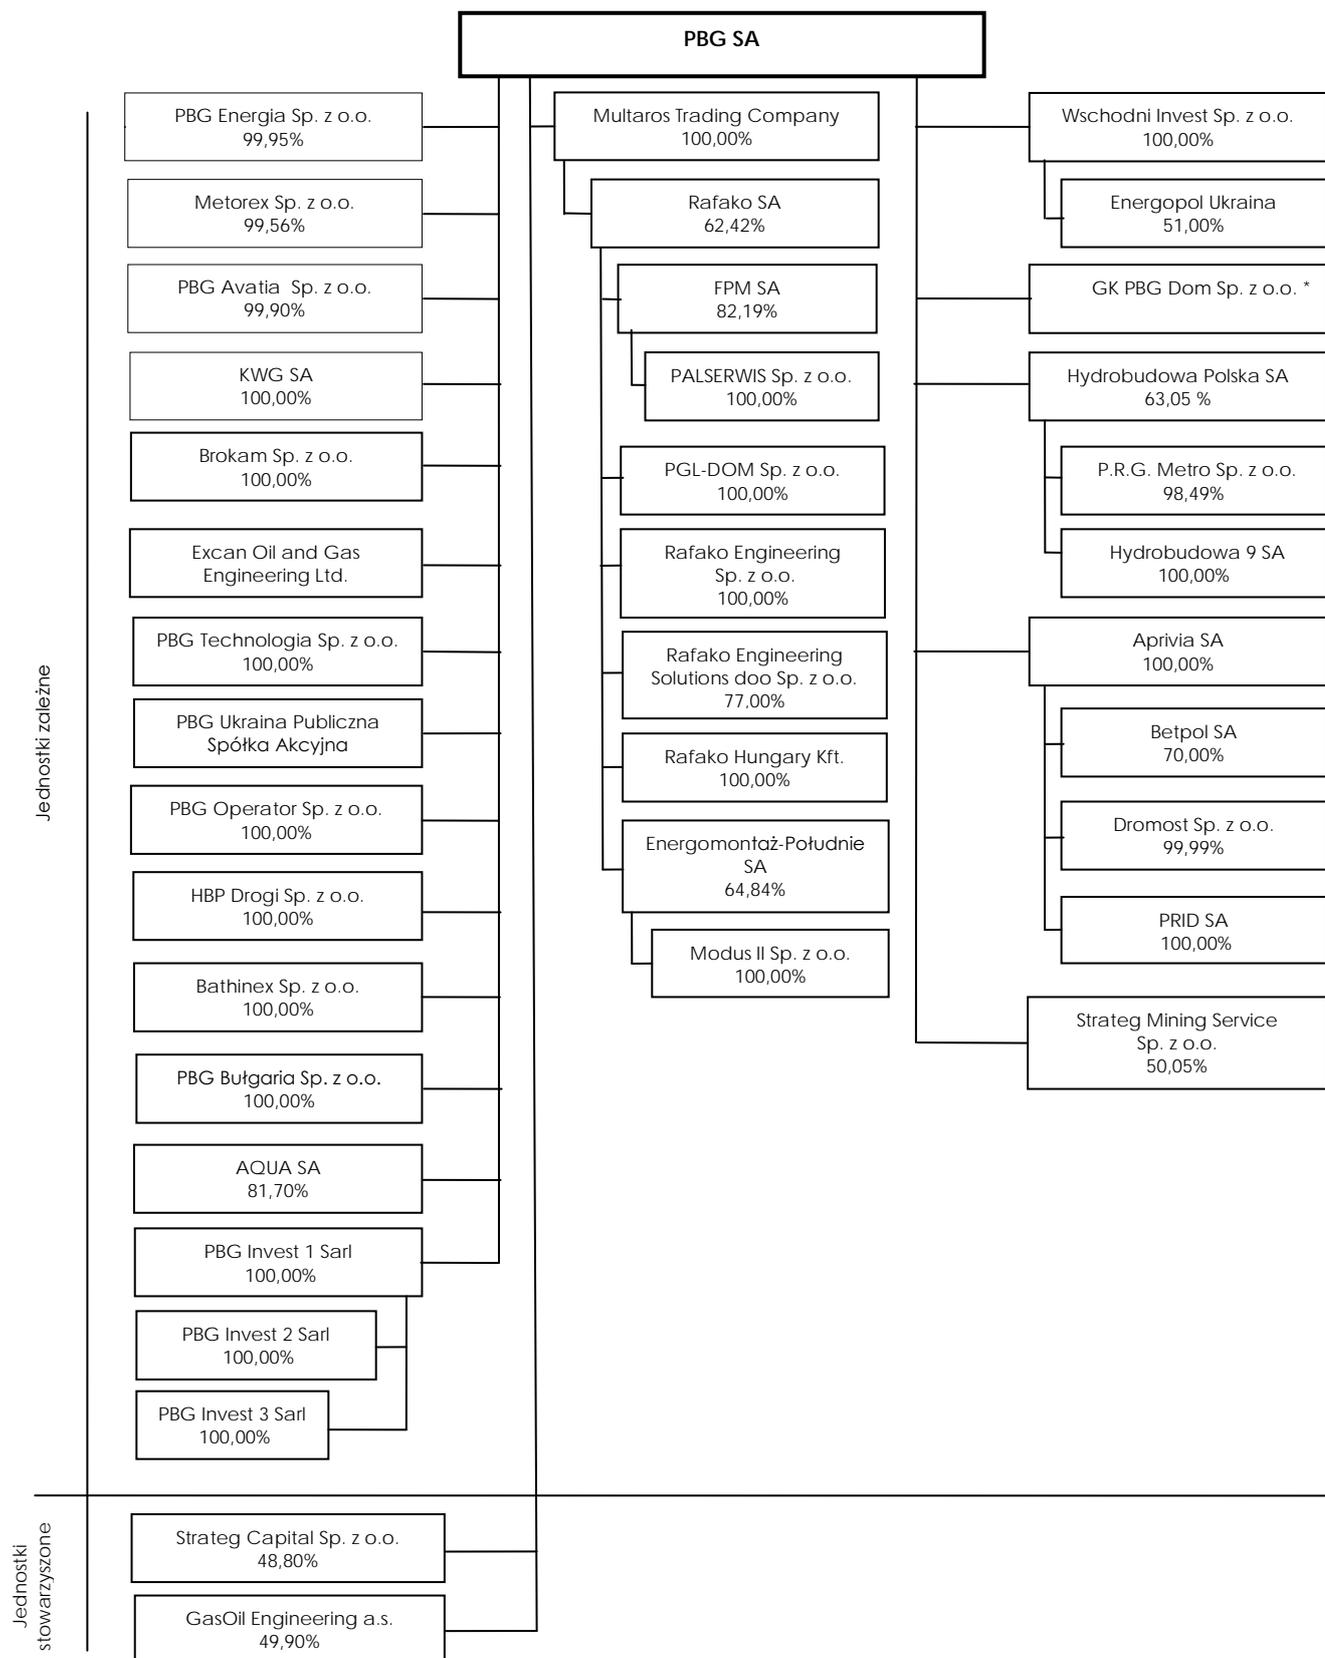 PBG SA
Jednostki zależne
PBG Energia Sp. z o.o.
99,95%
Metorex Sp. z o.o.
99,56%
PBG Avatia Sp. z o.o.
99,90%
KWG SA
100,00%
Brokam Sp. z o.o.
100,00%
Excan Oil and Gas
Engineering Ltd.
PBG Technologia Sp. z o.o.
100,00%
PBG Ukraina Publiczna
Spółka Akcyjna
PBG Operator Sp. z o.o.
100,00%
HBP Drogi Sp. z o.o.
100,00%
Bathinex Sp. z o.o.
100,00%
PBG Bułgaria Sp. z o.o.
100,00%
AQUA SA
81,70%
PBG Invest 1 Sarl
100,00%
PBG Invest 2 Sarl
100,00%
PBG Invest 3 Sarl
100,00%
Multaros Trading Company
100,00%
Rafako SA
62,42%
FPM SA
82,19%
PALSERWIS Sp. z o.o.
100,00%
PGL-DOM Sp. z o.o.
100,00%
Rafako Engineering
Sp. z o.o.
100,00%
Rafako Engineering
Solutions doo Sp. z o.o.
77,00%
Rafako Hungary Kft.
100,00%
Energomontaż-Południe
SA
64,84%
Modus II Sp. z o.o.
100,00%
Wschodni Invest Sp. z o.o.
100,00%
Energopol Ukraina
51,00%
GK PBG Dom Sp. z o.o. *
Hydrobudowa Polska SA
63,05 %
P.R.G. Metro Sp. z o.o.
98,49%
Hydrobudowa 9 SA
100,00%
Aprivia SA
100,00%
Betpol SA
70,00%
Dromost Sp. z o.o.
99,99%
PRID SA
100,00%
Strateg Mining Service
Sp. z o.o.
50,05%
Jednostki
stowarzyszone
Strateg Capital Sp. z o.o.
48,80%
GasOil Engineering a.s.
49,90%